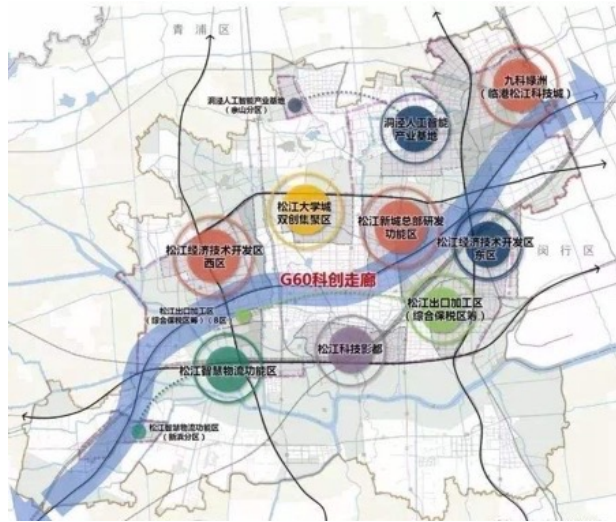 青浦区
九科绿洲
（临港松江科技城）
洞泾人工智能产业基地
（佘山分区）
洞泾人工智能
产业基地
松江大学城
双创集聚区
松江新城总部研发
功能区
松江经济技术开发区
西区
松江经济技术开发区
东区
闵行区
G60科创走廊
松江出口加工区
（综合保税区筹）（B区）
松江出口加工区
（综合保税区筹）
松江科技影都
松江智慧物流功能区
松江智慧物流功能区
（新浜分区）